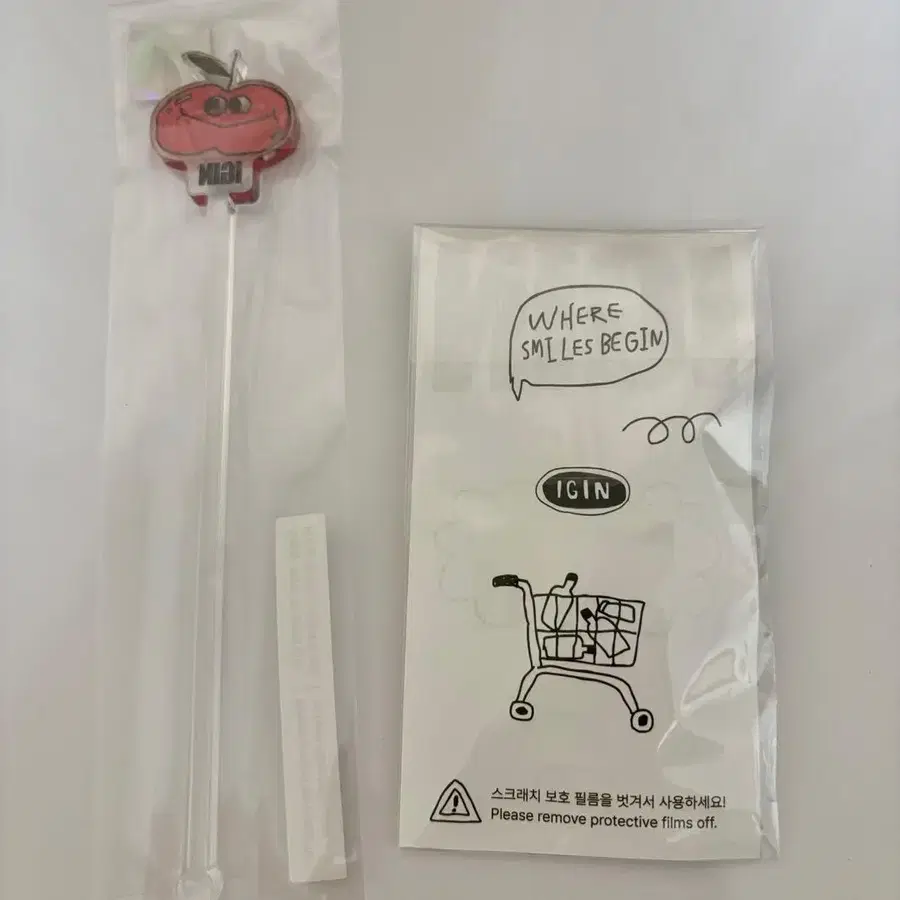 IGIN
WHERE
SMILES BEGIN
IGIN
스크래치 보호 필름을 벗겨서 사용하세요!
Please remove protective films off.